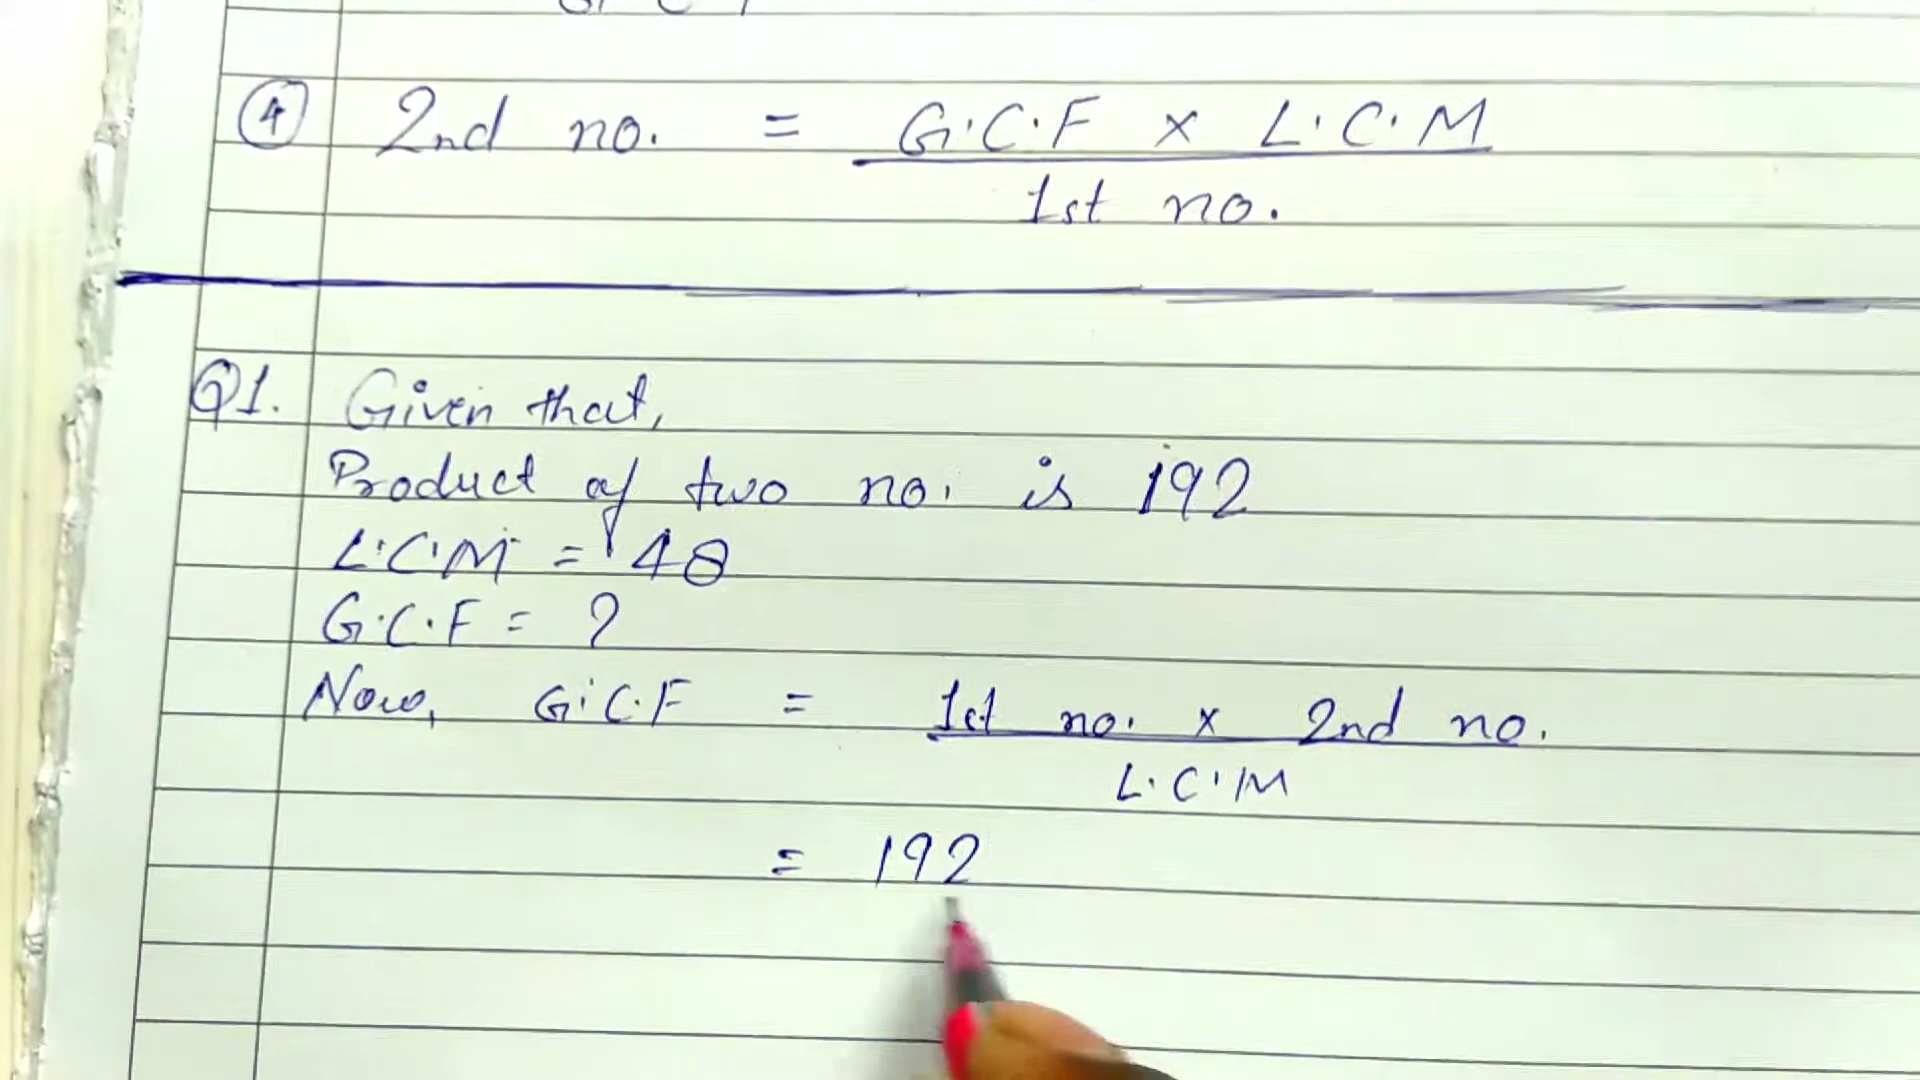 ④ 2nd no. = G.C.F x L.C.M
1st no.
Q1. Given that,
Product of two no. is 192
L.C.M = 48
G.C.F = ?
Now, G.C.F = 1st no. x 2nd no.
L.C.M
= 192